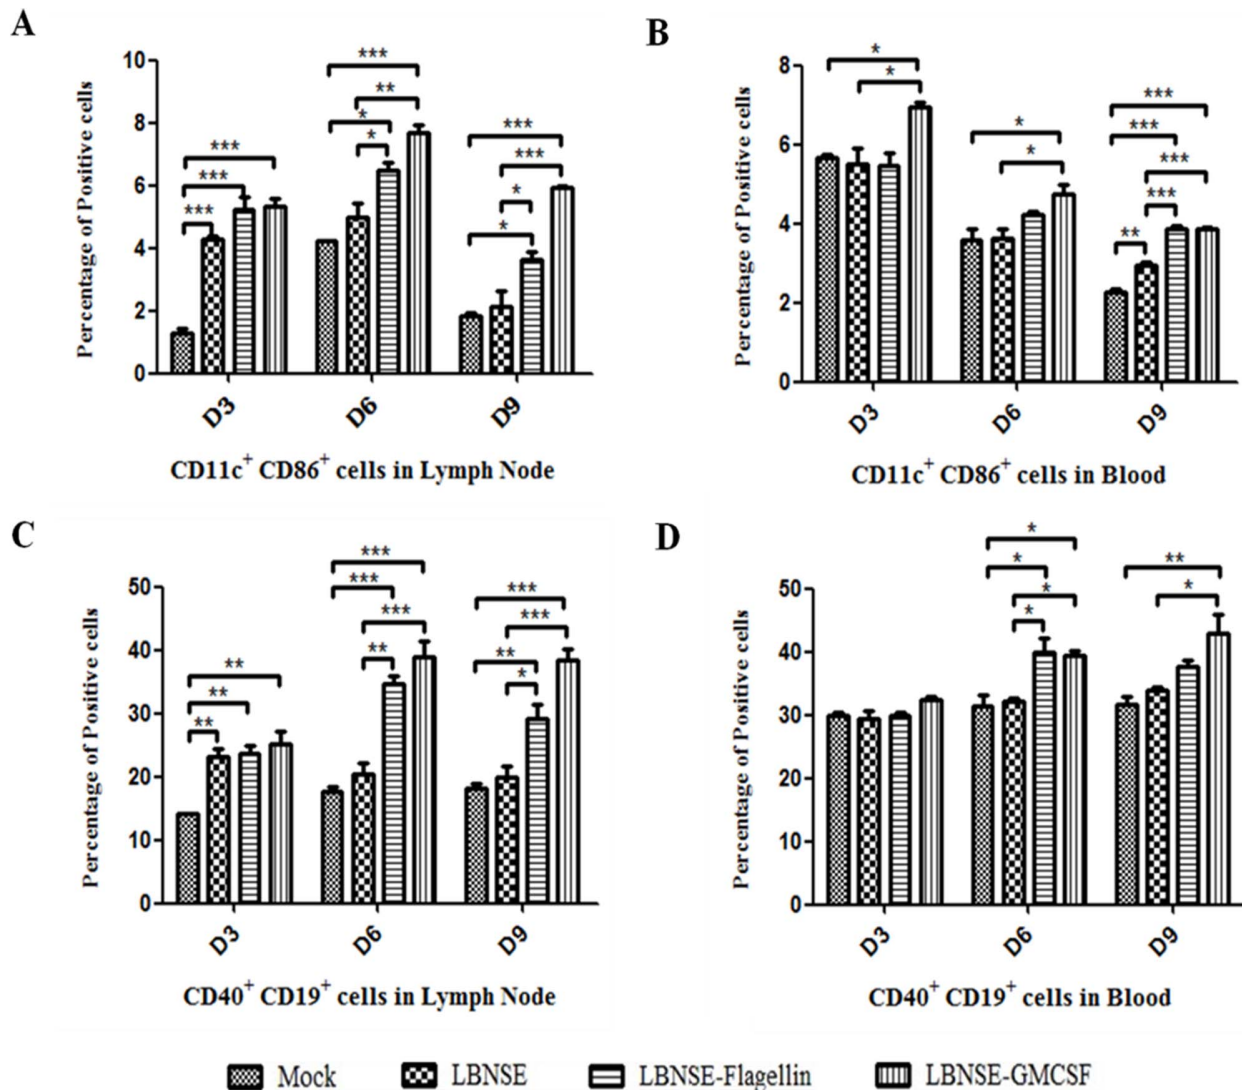 A
Percentage of Positive cells
10
8
6
4
2
0
***
**
*
*
***
***
***
***
***
*
*
D3
D6
D9
CD11c+ CD86+ cells in Lymph Node
B
Percentage of Positive cells
8
6
4
2
0
*
*
*
*
***
***
***
***
**
D3
D6
D9
CD11c+ CD86+ cells in Blood
C
Percentage of Positive cells
50
40
30
20
10
0
**
**
**
***
***
***
**
***
***
**
*
D3
D6
D9
CD40+ CD19+ cells in Lymph Node
D
Percentage of Positive cells
50
40
30
20
10
0
*
*
*
*
**
*
D3
D6
D9
CD40+ CD19+ cells in Blood
Mock
LBNSE
LBNSE-Flagellin
LBNSE-GMCSF